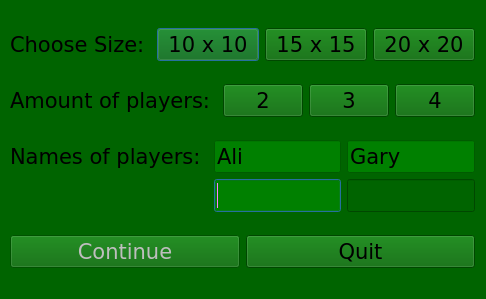 Choose Size: 10 x 10 15 x 15 20 x 20
Amount of players: 2 3 4
Names of players: Ali Gary
Continue Quit